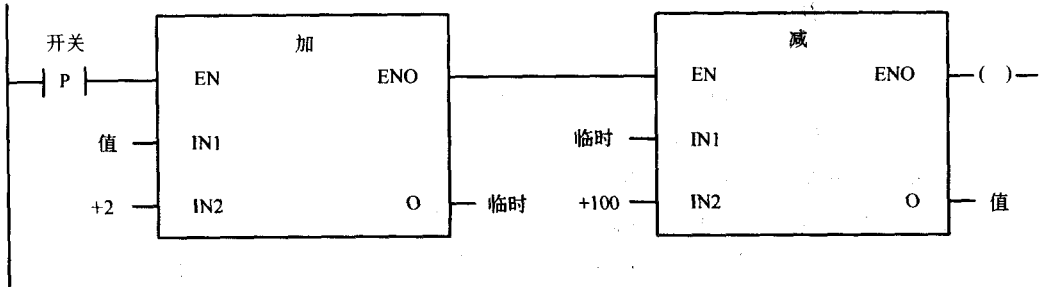 开关
加
减
P
EN ENO
EN ENO
( )
值 IN1
临时 IN1
+2 IN2 O 临时
+100 IN2 O 值